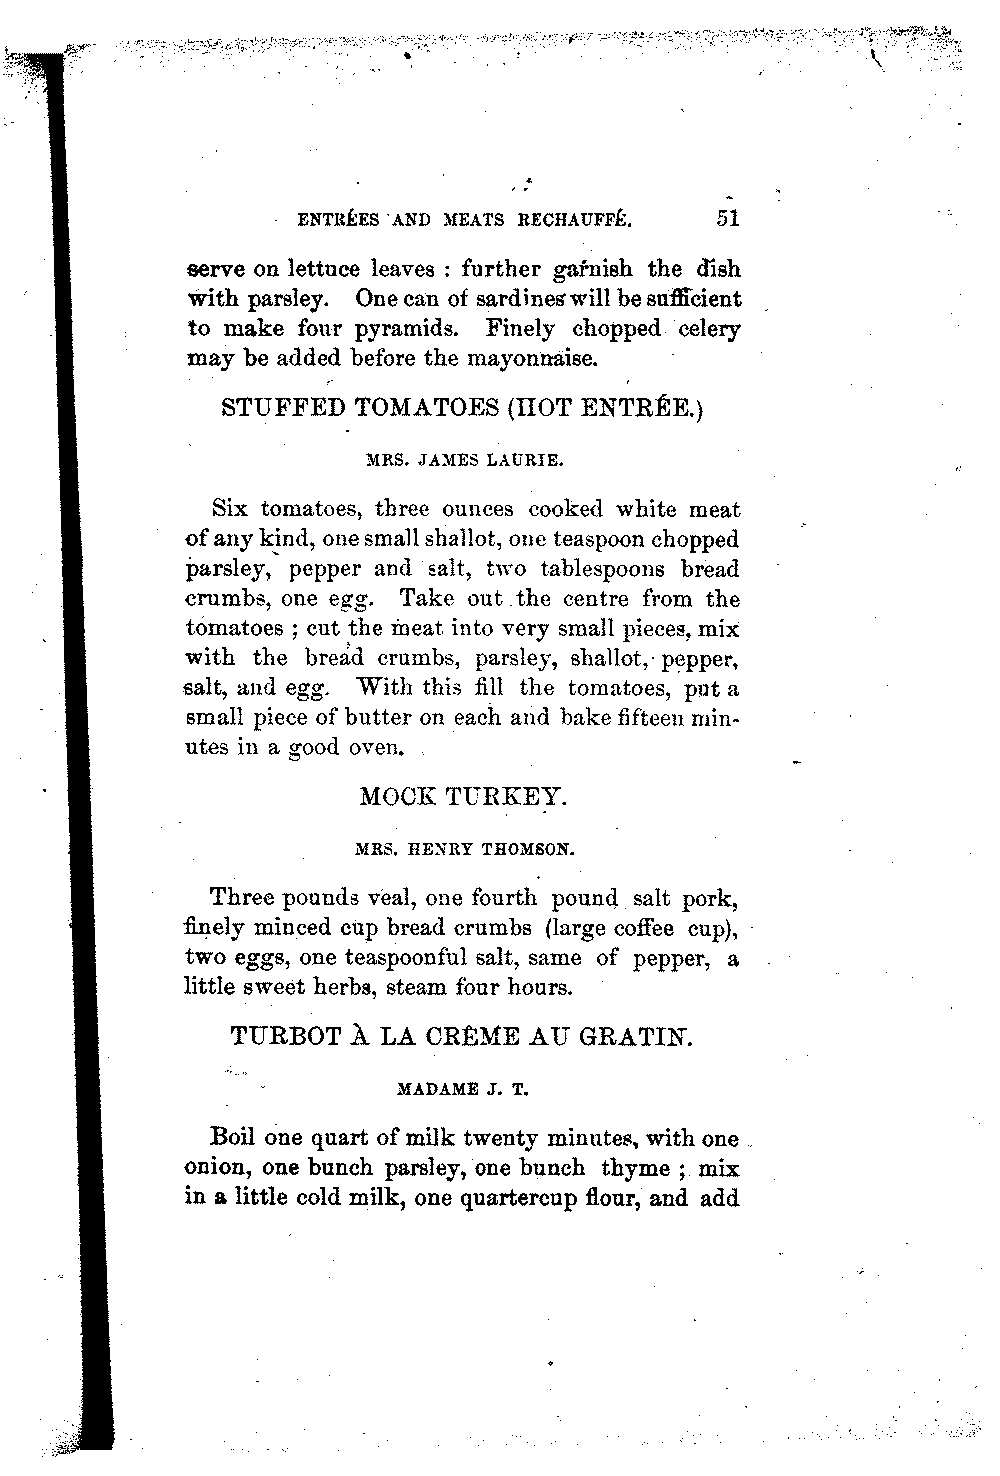 ENTRÉES AND MEATS RECHAUFFÉ. 51
serve on lettuce leaves : further garnish the dish
with parsley. One can of sardines will be sufficient
to make four pyramids. Finely chopped celery
may be added before the mayonnaise.
STUFFED TOMATOES (HOT ENTRÉE.)
MRS. JAMES LAURIE.
Six tomatoes, three ounces cooked white meat
of any kind, one small shallot, one teaspoon chopped
parsley, pepper and salt, two tablespoons bread
crumbs, one egg. Take out the centre from the
tomatoes ; cut the meat into very small pieces, mix
with the bread crumbs, parsley, shallot, pepper,
salt, and egg. With this fill the tomatoes, put a
small piece of butter on each and bake fifteen min-
utes in a good oven.
MOCK TURKEY.
MRS. HENRY THOMSON.
Three pounds veal, one fourth pound salt pork,
finely minced cup bread crumbs (large coffee cup),
two eggs, one teaspoonful salt, same of pepper, a
little sweet herbs, steam four hours.
TURBOT À LA CRÊME AU GRATIN.
MADAME J. T.
Boil one quart of milk twenty minutes, with one
onion, one bunch parsley, one bunch thyme ; mix
in a little cold milk, one quartercup flour, and add